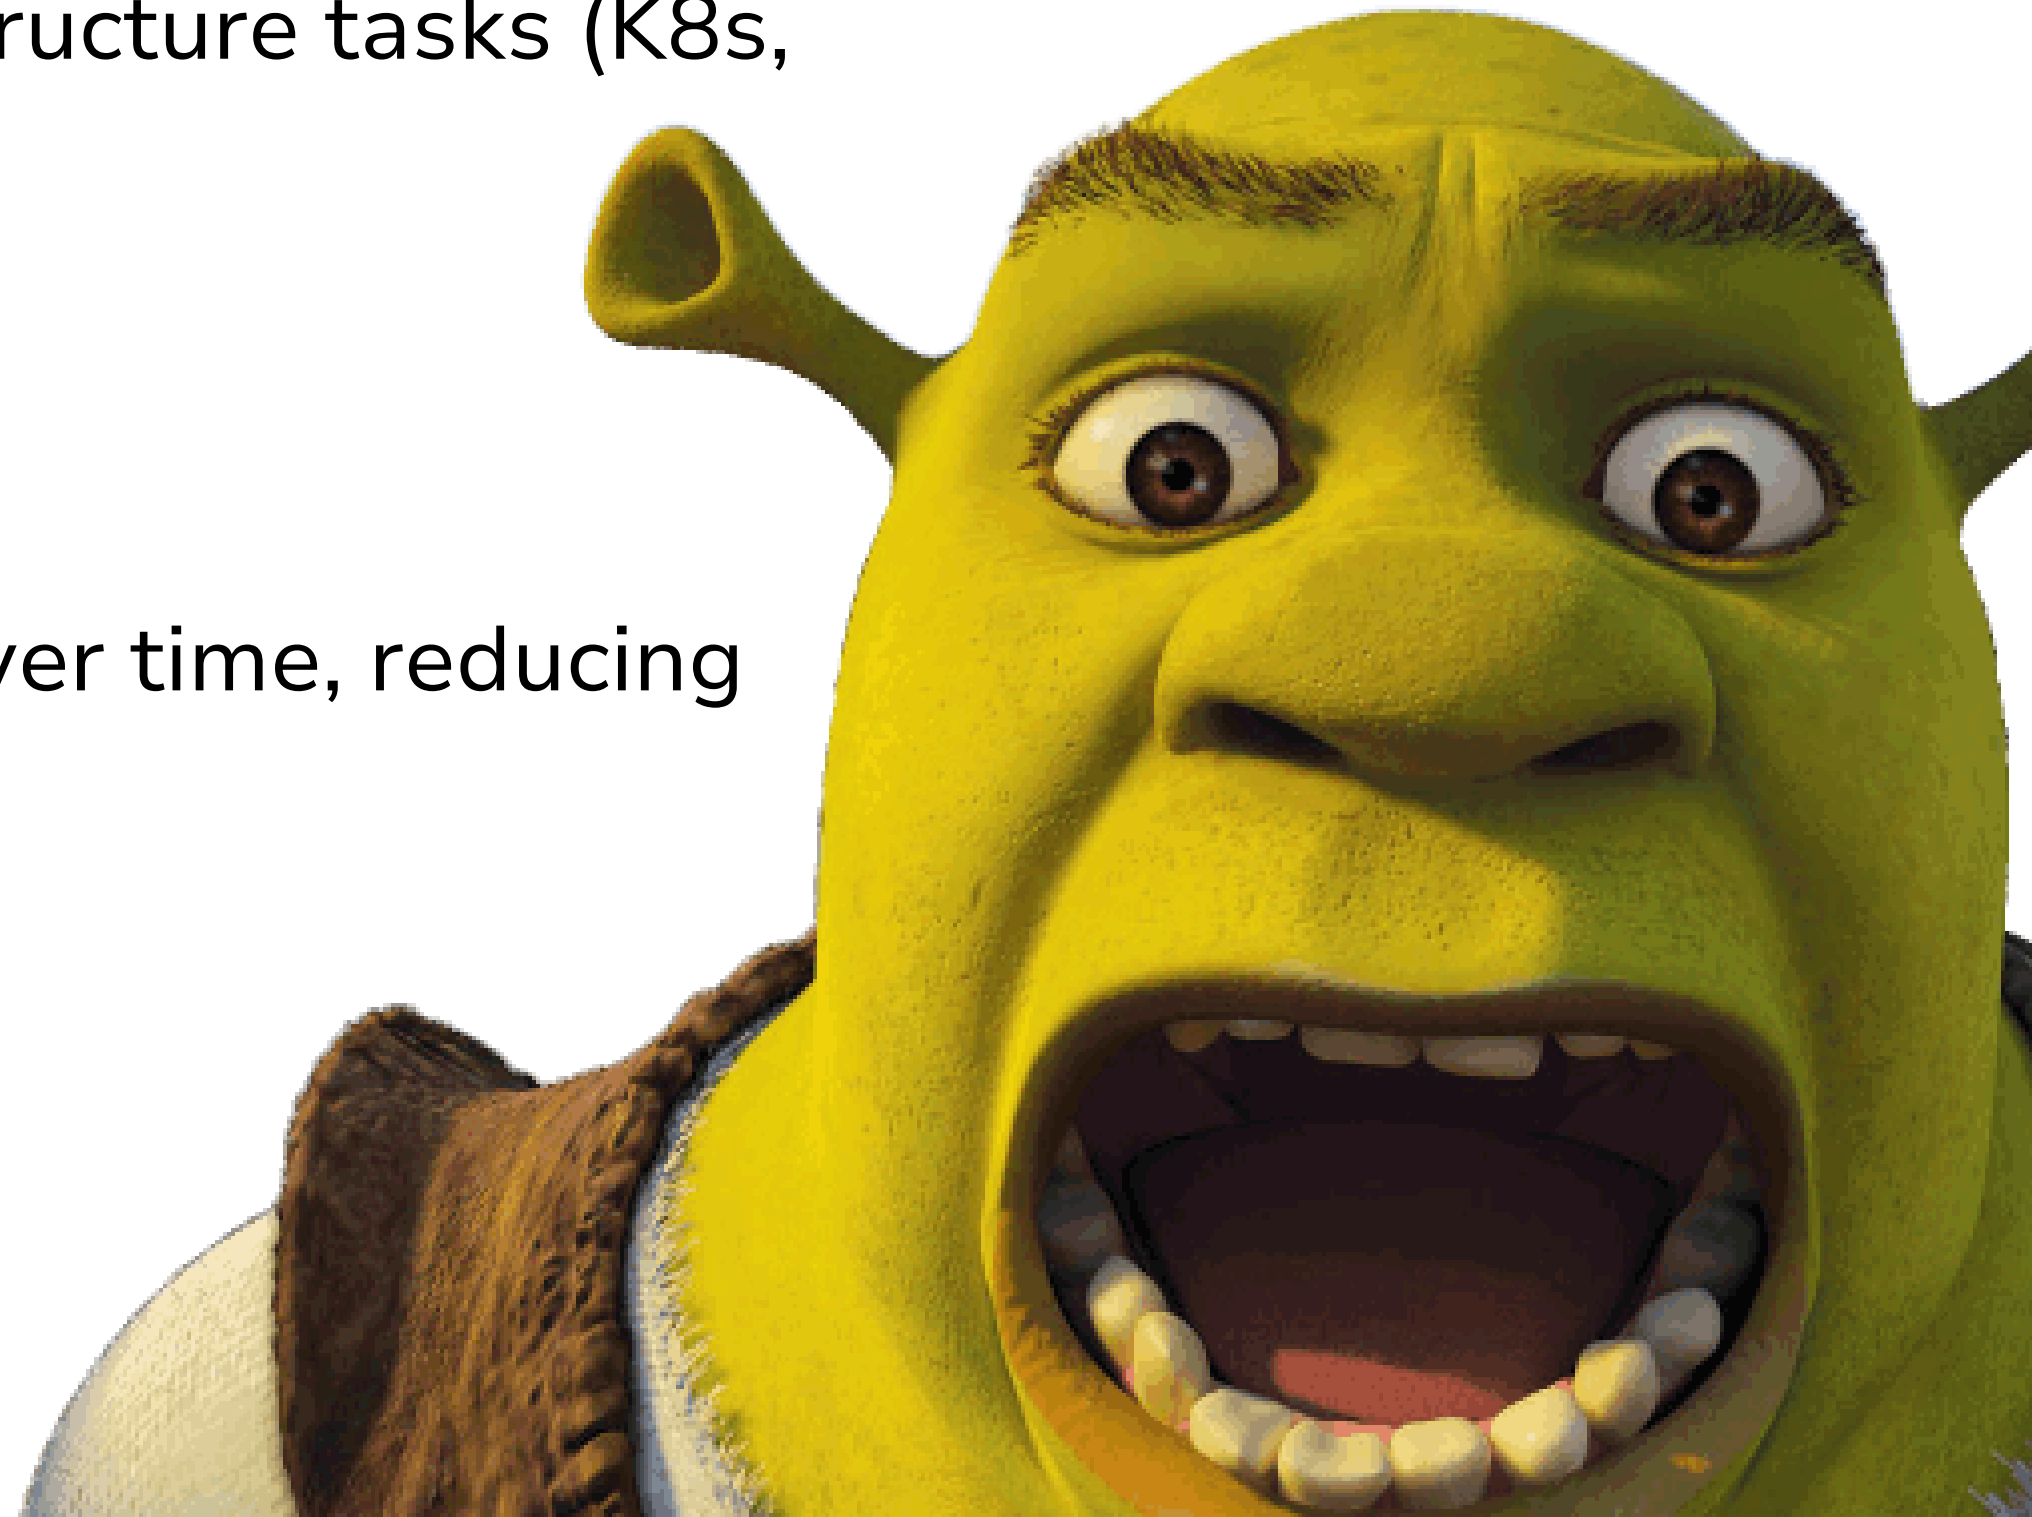 ructure tasks (K8s,
ver time, reducing